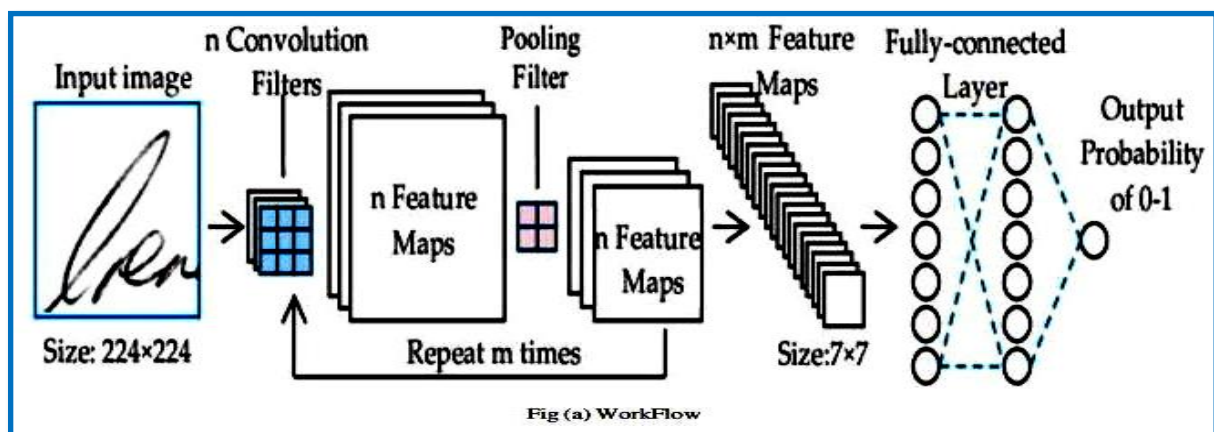 Input image
n Convolution
Filters
Pooling
Filter
n×m Feature
Maps
Fully-connected
Layer
Output
Probability
of 0-1
n Feature
Maps
n Feature
Maps
Size: 224×224
Repeat m times
Size:7×7
Fig (a) WorkFlow